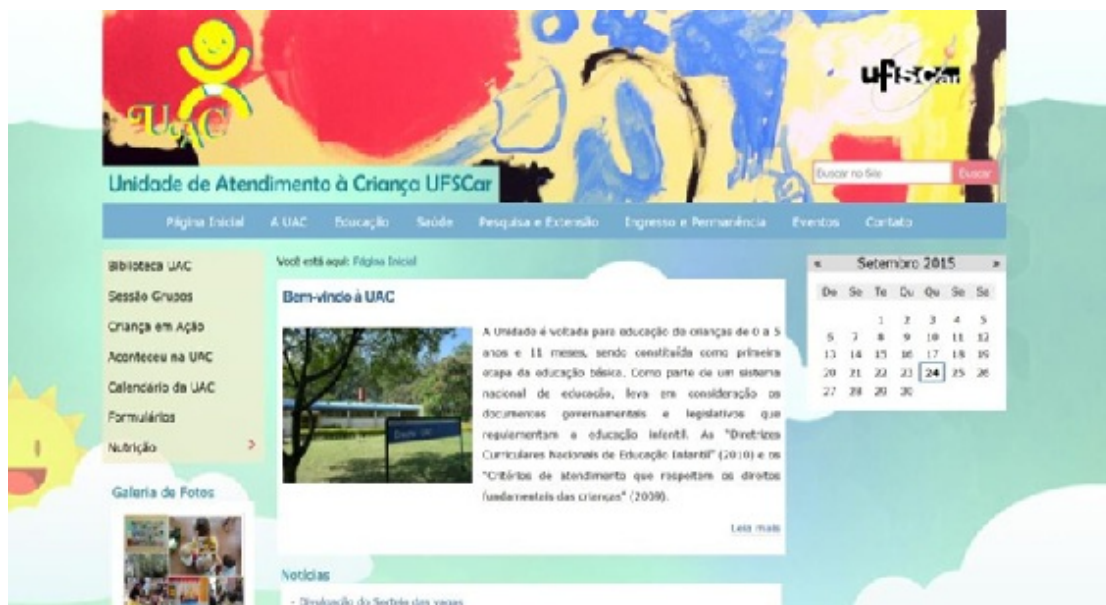 UaC
ufscar
Unidade de Atendimento à Criança UFSCar
Buscar no Site
Buscar
Página Inicial A UAC Educação Saúde Pesquisa e Extensão Ingresso e Permanência Eventos Contato
Biblioteca UAC
Sessão Grupos
Criança em Ação
Aconteceu na UAC
Calendário da UAC
Formulários
Nutrição >
Galeria de Fotos
Você está aqui: Página Inicial
Bem-vindo à UAC
A Unidade é voltada para educação de crianças de 0 a 5
anos e 11 meses, sendo constituída como primeira
etapa da educação básica. Como parte de um sistema
nacional de educação, leva em consideração os
documentos governamentais e legislativos que
regulamentam a educação infantil. As "Diretrizes
Curriculares Nacionais de Educação Infantil" (2010) e os
"Critérios de atendimento que respeitam os direitos
fundamentais das crianças" (2009).
Leia mais
Notícias
- Divulgação do Sorteio das vagas
« Setembro 2015 »
Do Se Te Qu Qu Se Sa
1 2 3 4 5
6 7 8 9 10 11 12
13 14 15 16 17 18 19
20 21 22 23 24 25 26
27 28 29 30